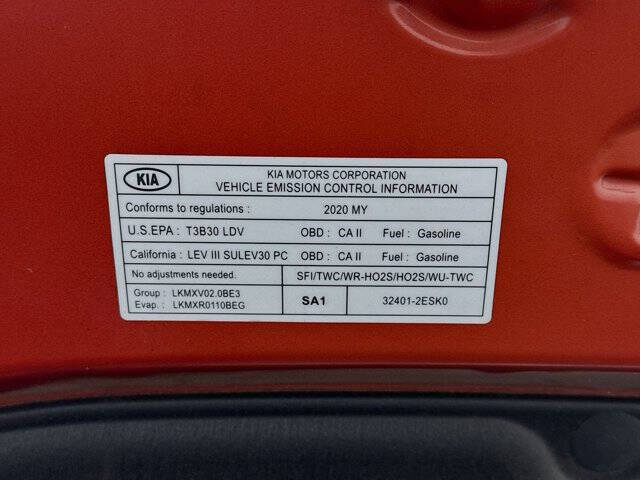 KIA
KIA MOTORS CORPORATION
VEHICLE EMISSION CONTROL INFORMATION
Conforms to regulations : 2020 MY
U.S.EPA : T3B30 LDV OBD : CA II Fuel : Gasoline
California : LEV III SULEV30 PC OBD : CA II Fuel : Gasoline
No adjustments needed. SFI/TWC/WR-HO2S/HO2S/WU-TWC
Group : LKMXV02.0BE3
Evap. : LKMXR0110BEG
SA1
32401-2ESK0